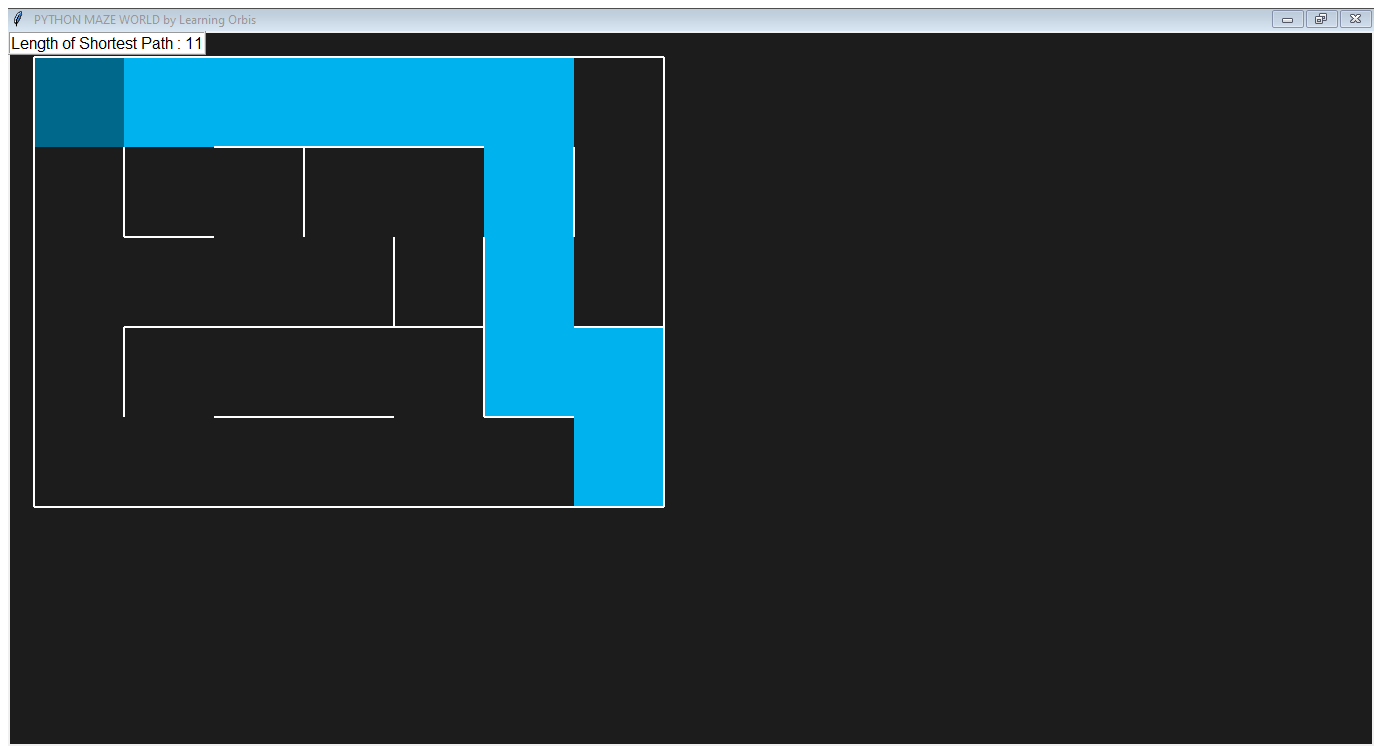 PYTHON MAZE WORLD by Learning Orbis
Length of Shortest Path : 11